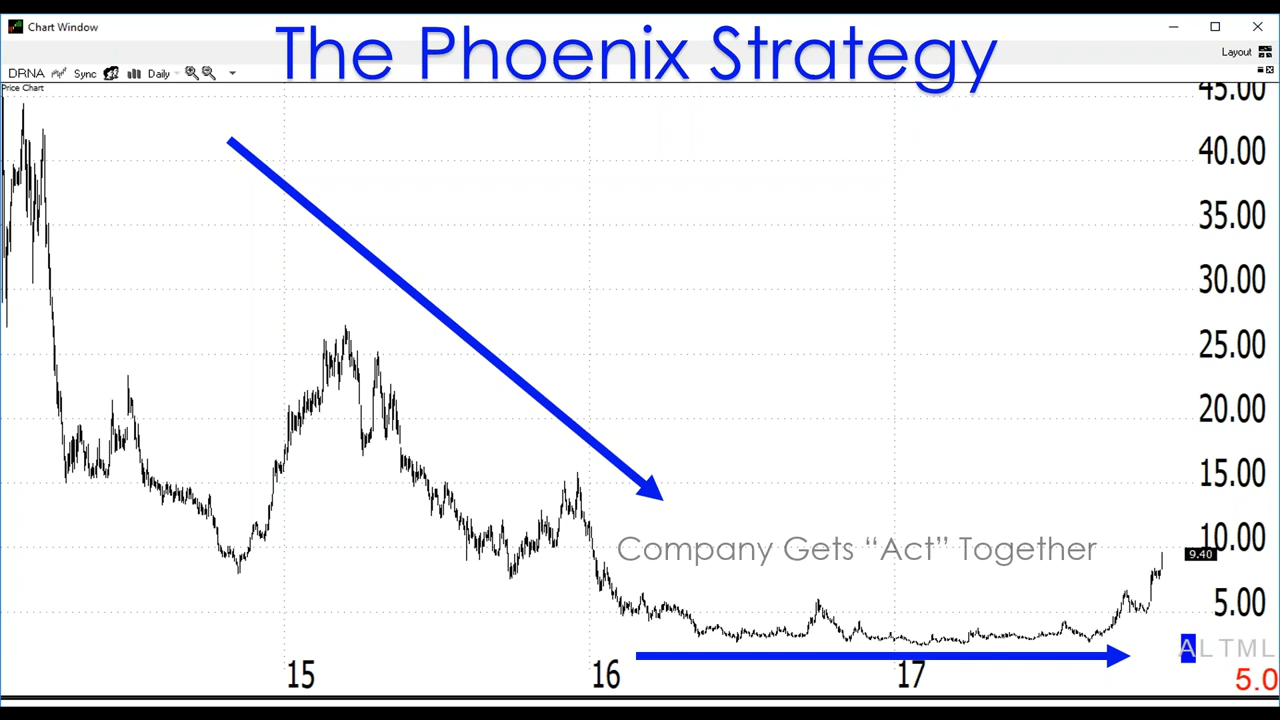 Chart Window
The Phoenix Strategy
Layout
DRNA Sync Daily
Price Chart
45.00
40.00
35.00
30.00
25.00
20.00
15.00
10.00
Company Gets “Act” Together
9.40
5.00
ALTML
15 16 17
5.0